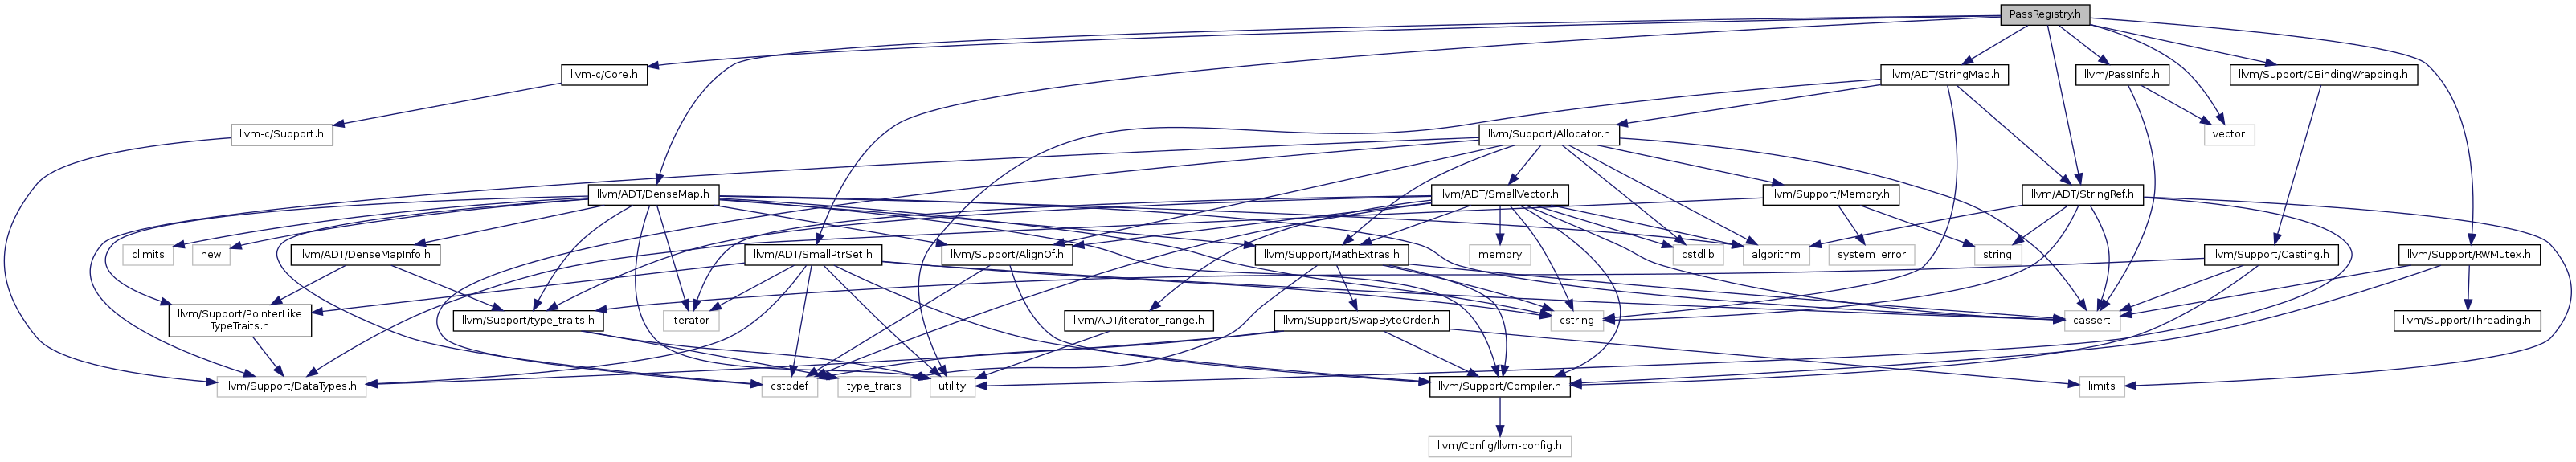 PassRegistry.h
llvm-c/Core.h
llvm/ADT/StringMap.h
llvm/PassInfo.h
llvm/Support/CBindingWrapping.h
llvm-c/Support.h
llvm/Support/Allocator.h
vector
llvm/ADT/DenseMap.h
llvm/ADT/SmallVector.h
llvm/Support/Memory.h
llvm/ADT/StringRef.h
climits
new
llvm/ADT/DenseMapInfo.h
llvm/ADT/SmallPtrSet.h
llvm/Support/AlignOf.h
llvm/Support/MathExtras.h
memory
cstdlib
algorithm
system_error
string
llvm/Support/Casting.h
llvm/Support/RWMutex.h
llvm/Support/PointerLike
TypeTraits.h
llvm/Support/type_traits.h
iterator
llvm/ADT/iterator_range.h
llvm/Support/SwapByteOrder.h
cstring
cassert
llvm/Support/Threading.h
llvm/Support/DataTypes.h
cstddef
type_traits
utility
llvm/Support/Compiler.h
limits
llvm/Config/llvm-config.h